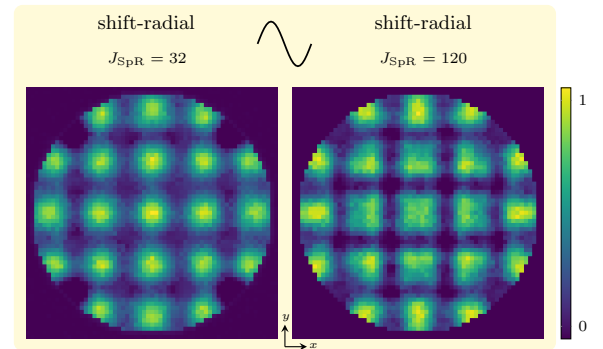 shift-radial
shift-radial
J_SpR = 32
J_SpR = 120
1
0
y
x